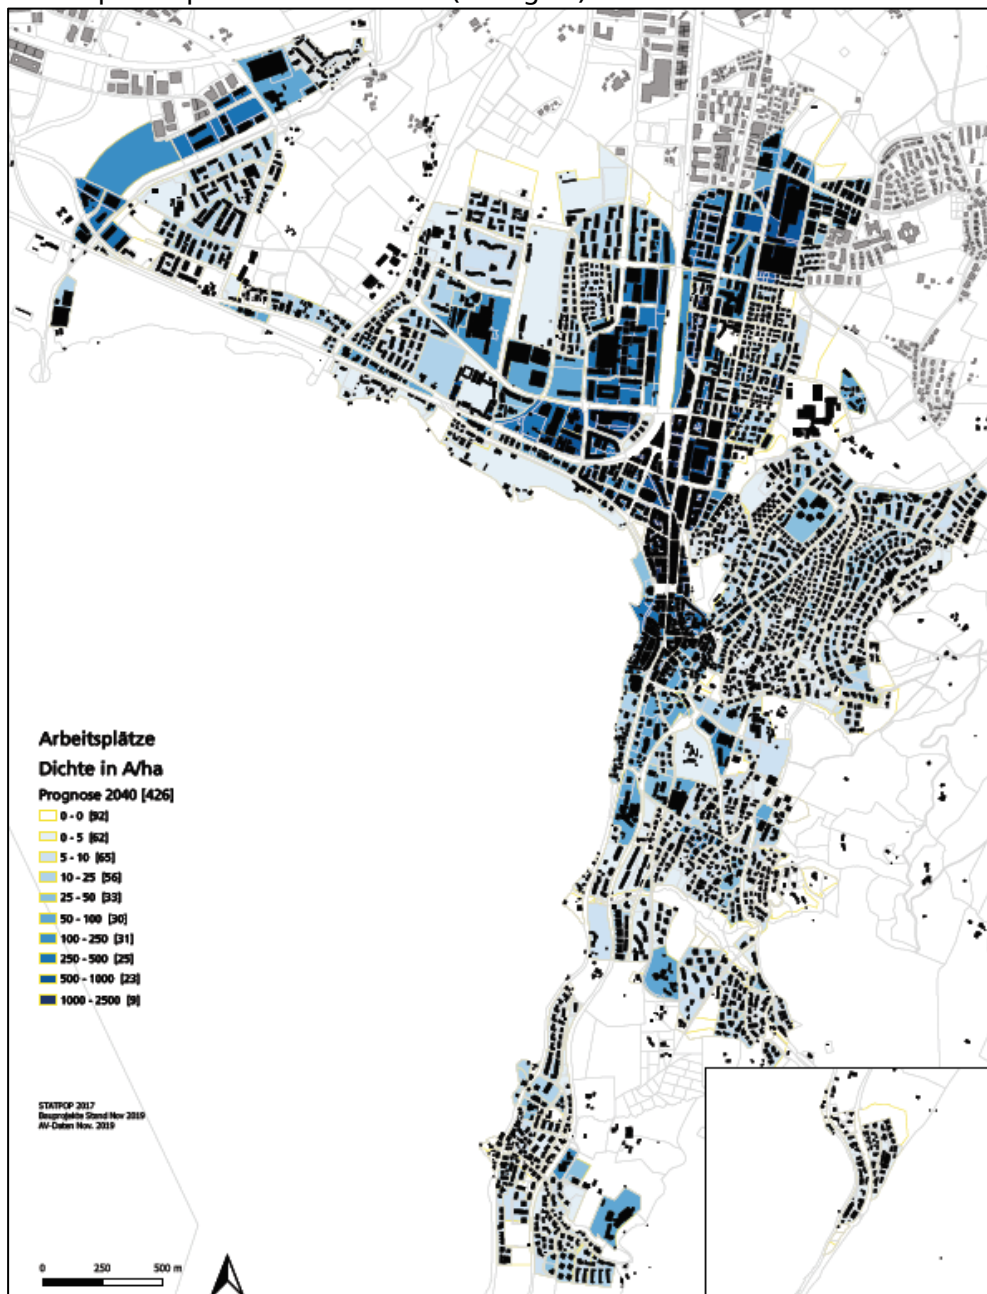 Arbeitsplätze
Dichte in A/ha
Prognose 2040 [426]
0 - 0 [92]
0 - 5 [62]
5 - 10 [65]
10 - 25 [56]
25 - 50 [33]
50 - 100 [30]
100 - 250 [31]
250 - 500 [25]
500 - 1000 [23]
1000 - 2500 [9]
STATPOP 2017
Bauprojekte Stand Nov 2019
AV-Daten Nov. 2019
0 250 500 m